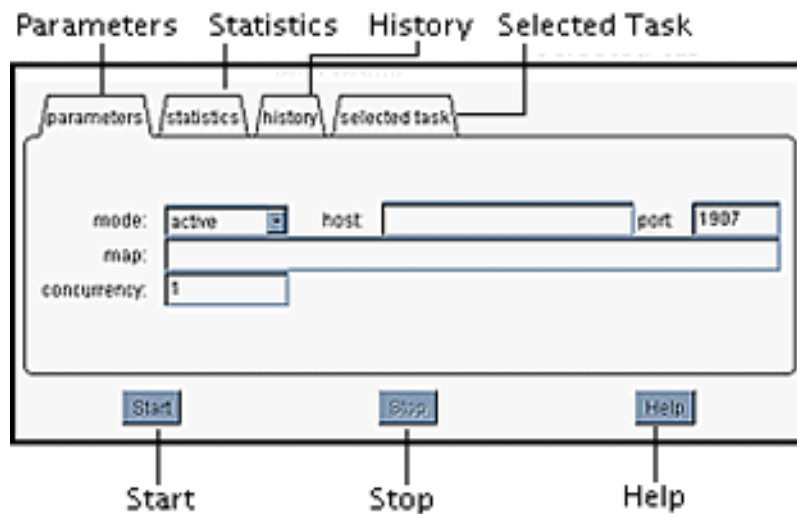 Parameters Statistics History Selected Task
parameters statistics history selected task
mode: active host: port: 1907
map:
concurrency: 1
Start Stop Help
Start Stop Help